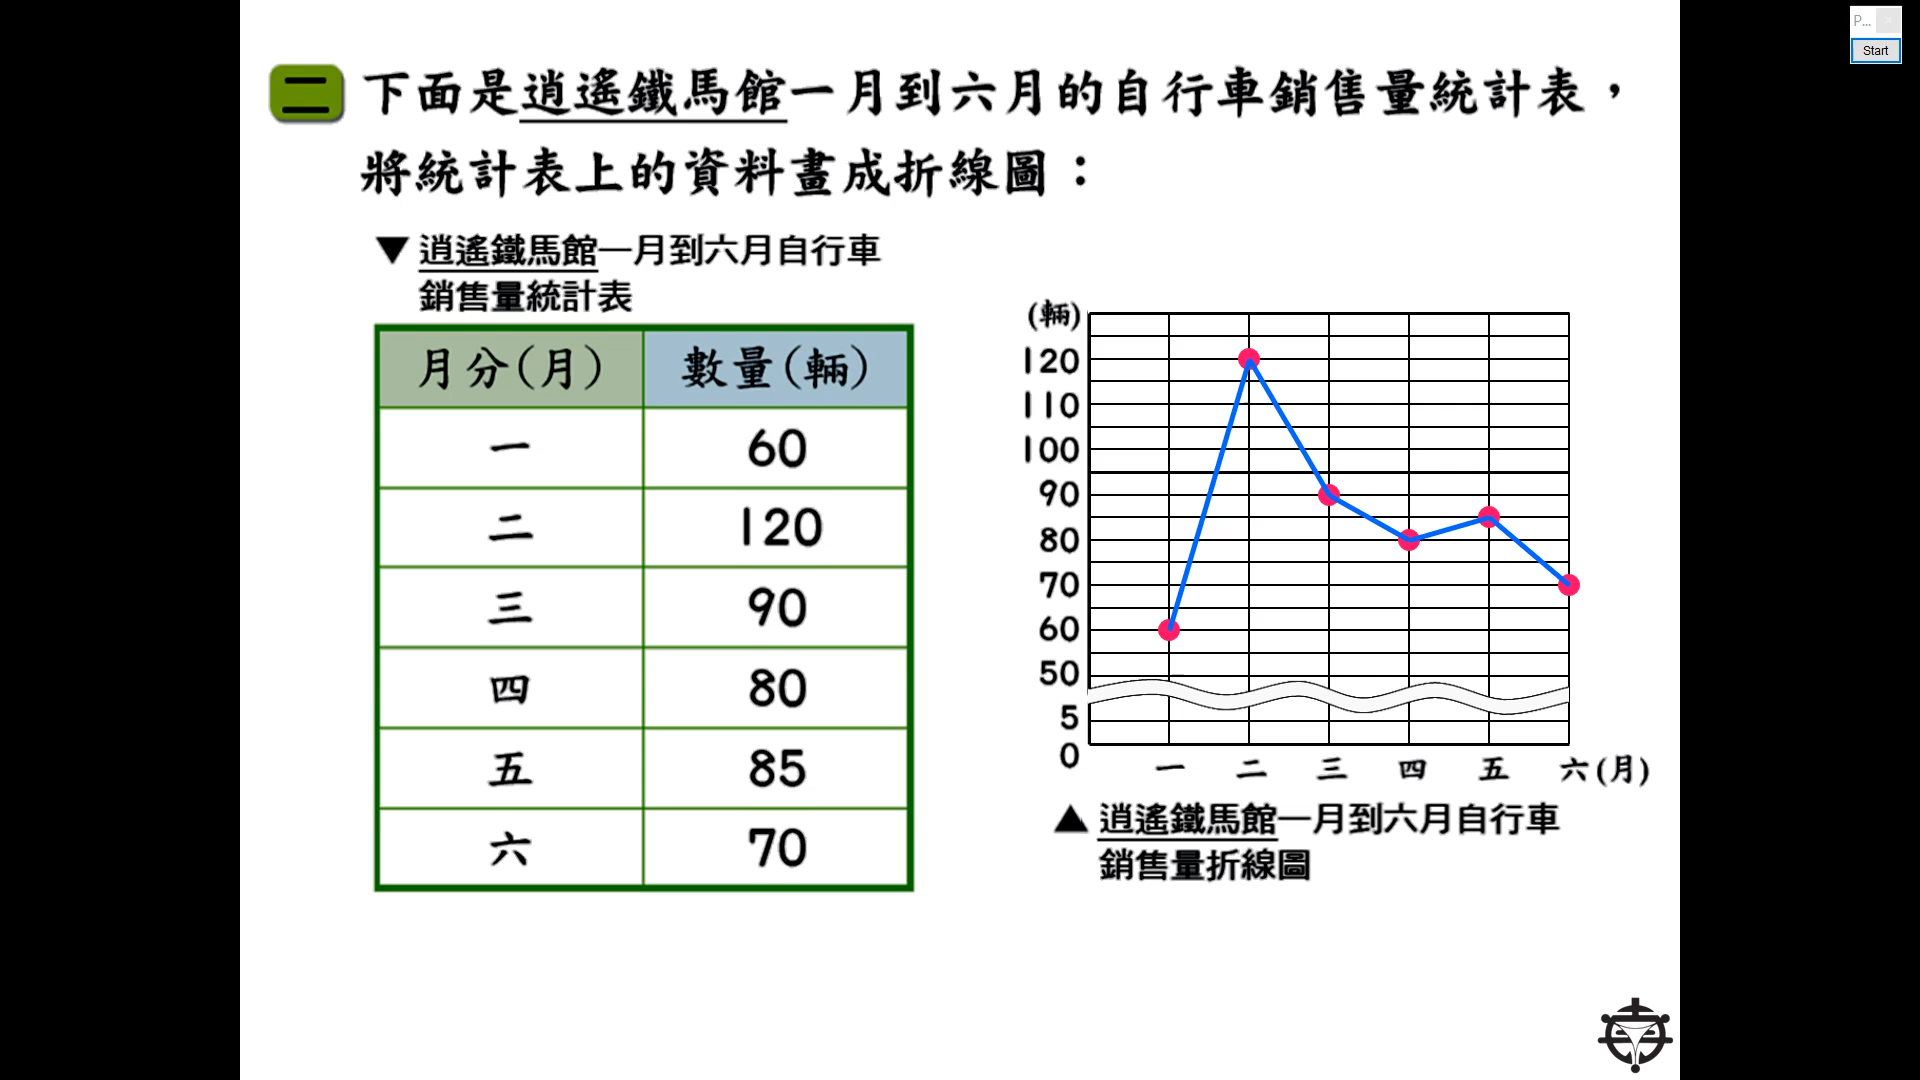 P...
Start
二
下面是逍遙鐵馬館一月到六月的自行車銷售量統計表，
將統計表上的資料畫成折線圖：
▼ 逍遙鐵馬館一月到六月自行車
銷售量統計表
月分(月) 數量(輛)
一 60
二 120
三 90
四 80
五 85
六 70
(輛)
120
110
100
90
80
70
60
50
5
0
一 二 三 四 五 六 (月)
▲ 逍遙鐵馬館一月到六月自行車
銷售量折線圖